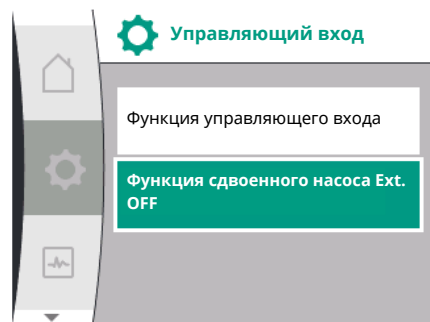 Управляющий вход
Функция управляющего входа
Функция сдвоенного насоса Ext.
OFF